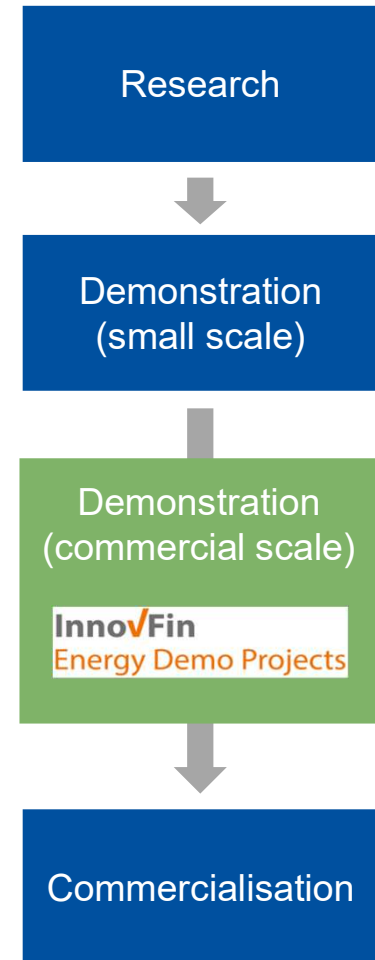 Research
Demonstration
(small scale)
Demonstration
(commercial scale)
InnovFin
Energy Demo Projects
Commercialisation